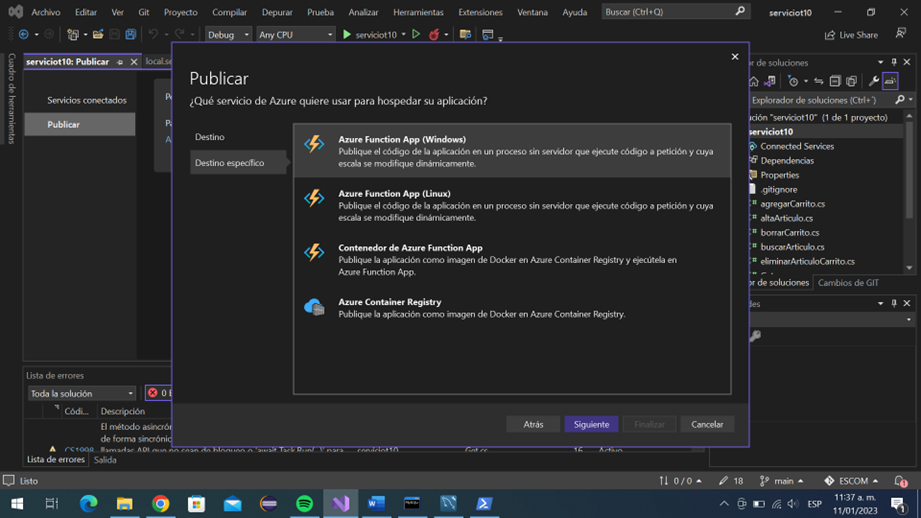 Archivo Editar Ver Git Proyecto Compilar Depurar Prueba Analizar Herramientas Extensiones Ventana Ayuda Buscar (Ctrl+Q) serviciot10
Debug Any CPU serviciot10 Live Share
Cuadro de herramientas
serviciot10: Publicar local.se
Servicios conectados
Publicar
Publicar
¿Qué servicio de Azure quiere usar para hospedar su aplicación?
Destino
Destino específico
Azure Function App (Windows)
Publique el código de la aplicación en un proceso sin servidor que ejecute código a petición y cuya
escala se modifique dinámicamente.
Azure Function App (Linux)
Publique el código de la aplicación en un proceso sin servidor que ejecute código a petición y cuya
escala se modifique dinámicamente.
Contenedor de Azure Function App
Publique la aplicación como imagen de Docker en Azure Container Registry y ejecútela en
Azure Function App.
Azure Container Registry
Publique la aplicación como imagen de Docker en Azure Container Registry.
Atrás Siguiente Finalizar Cancelar
or de soluciones
Explorador de soluciones (Ctrl+')
ución "serviciot10" (1 de 1 proyecto)
serviciot10
Connected Services
Dependencias
Properties
.gitignore
agregarCarrito.cs
altaArticulo.cs
borrarCarrito.cs
buscarArticulo.cs
eliminarArticuloCarrito.cs
or de soluciones Cambios de GIT
des
Lista de errores
Toda la solución 0 E
Códi... Descripción
El método asincró
de forma sincrónic
CS1998 llamadas API que no sean de bloqueo o 'await Task.Run(...)' para serviciot10 Get.cs 16 Activo
Lista de errores Salida
Listo 0 / 0 18 main ESCOM
ESP 11:37 a. m.
11/01/2023